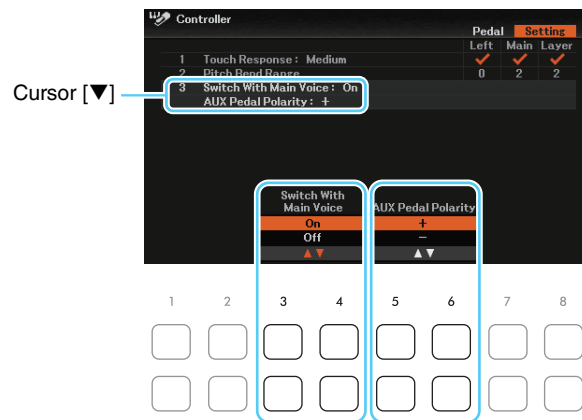 Controller
Pedal Setting
Left Main Layer
1 Touch Response : Medium
2 Pitch Bend Range 0 2 2
3 Switch With Main Voice : On
AUX Pedal Polarity : +
Cursor [▼]
Switch With
Main Voice
AUX Pedal Polarity
On +
Off −
▲ ▼ ▲ ▼
1 2 3 4 5 6 7 8